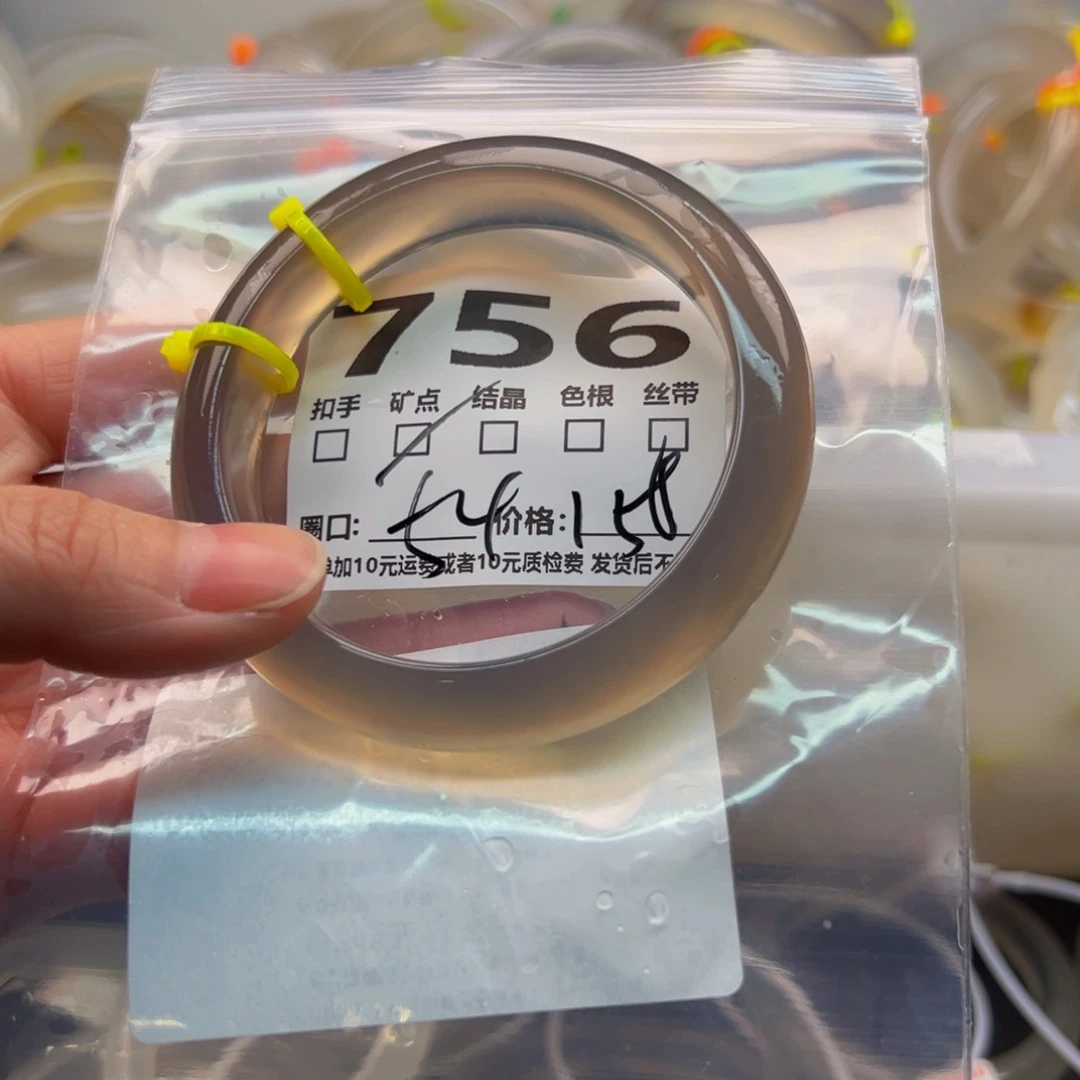 756
扣手 矿点 结晶 色根 丝带
圈口: 54 价格: 158
加10元运费或者10元质检费 发货后不